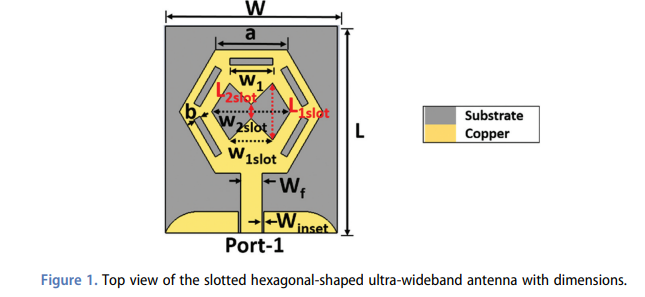 W
a
W1
L2slot
L1slot
b
W2slot
L
W1slot
Wf
Winset
Port-1
Substrate
Copper
Figure 1. Top view of the slotted hexagonal-shaped ultra-wideband antenna with dimensions.